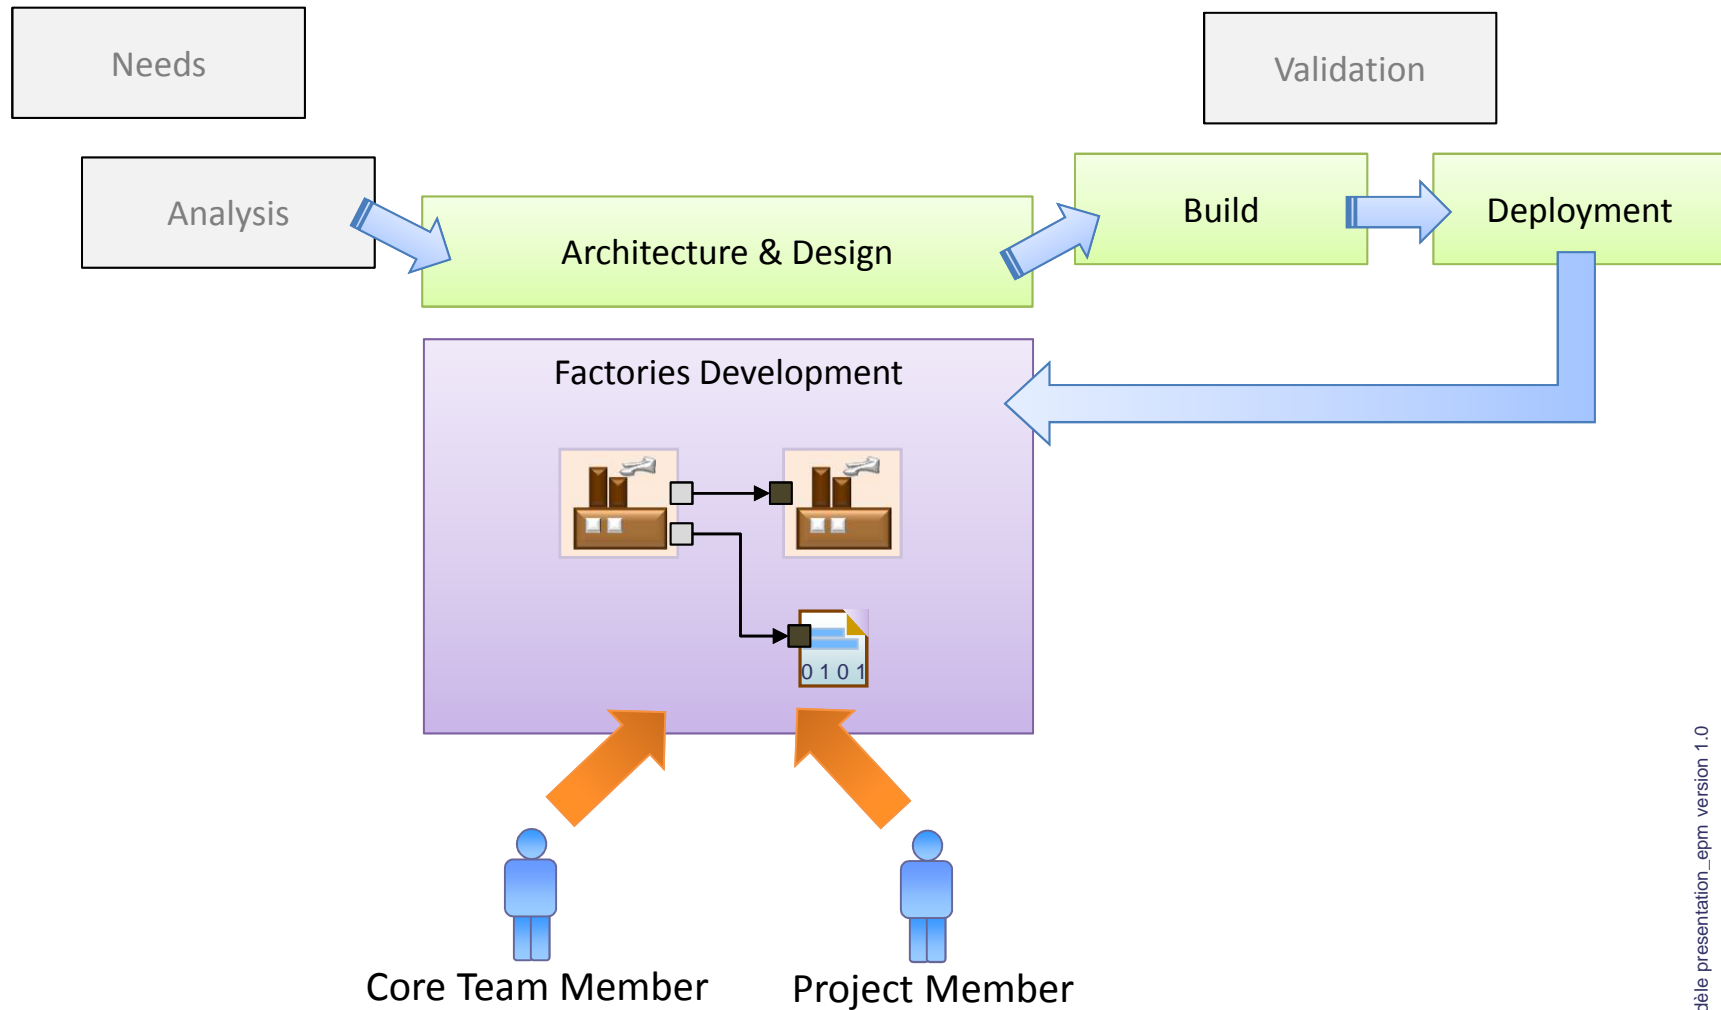 Needs
Validation
Analysis
Architecture & Design
Build
Deployment
Factories Development
0 1 0 1
Core Team Member
Project Member
presentation_epm version 1.0